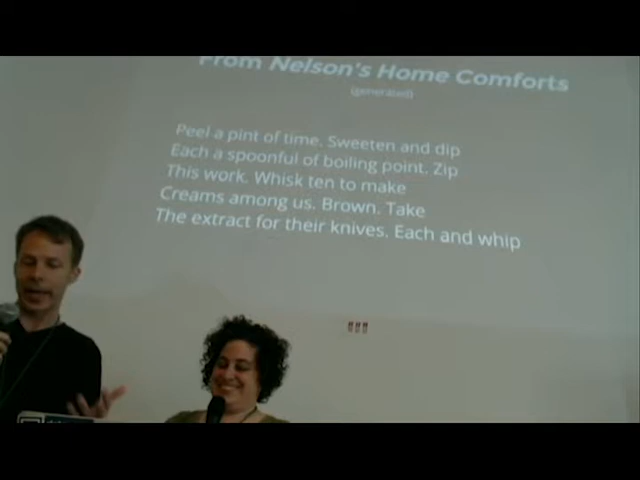 From Nelson's Home Comforts
(generated)
Peel a pint of time. Sweeten and dip
Each a spoonful of boiling point. Zip
This work. Whisk ten to make
Creams among us. Brown. Take
The extract for their knives. Each and whip